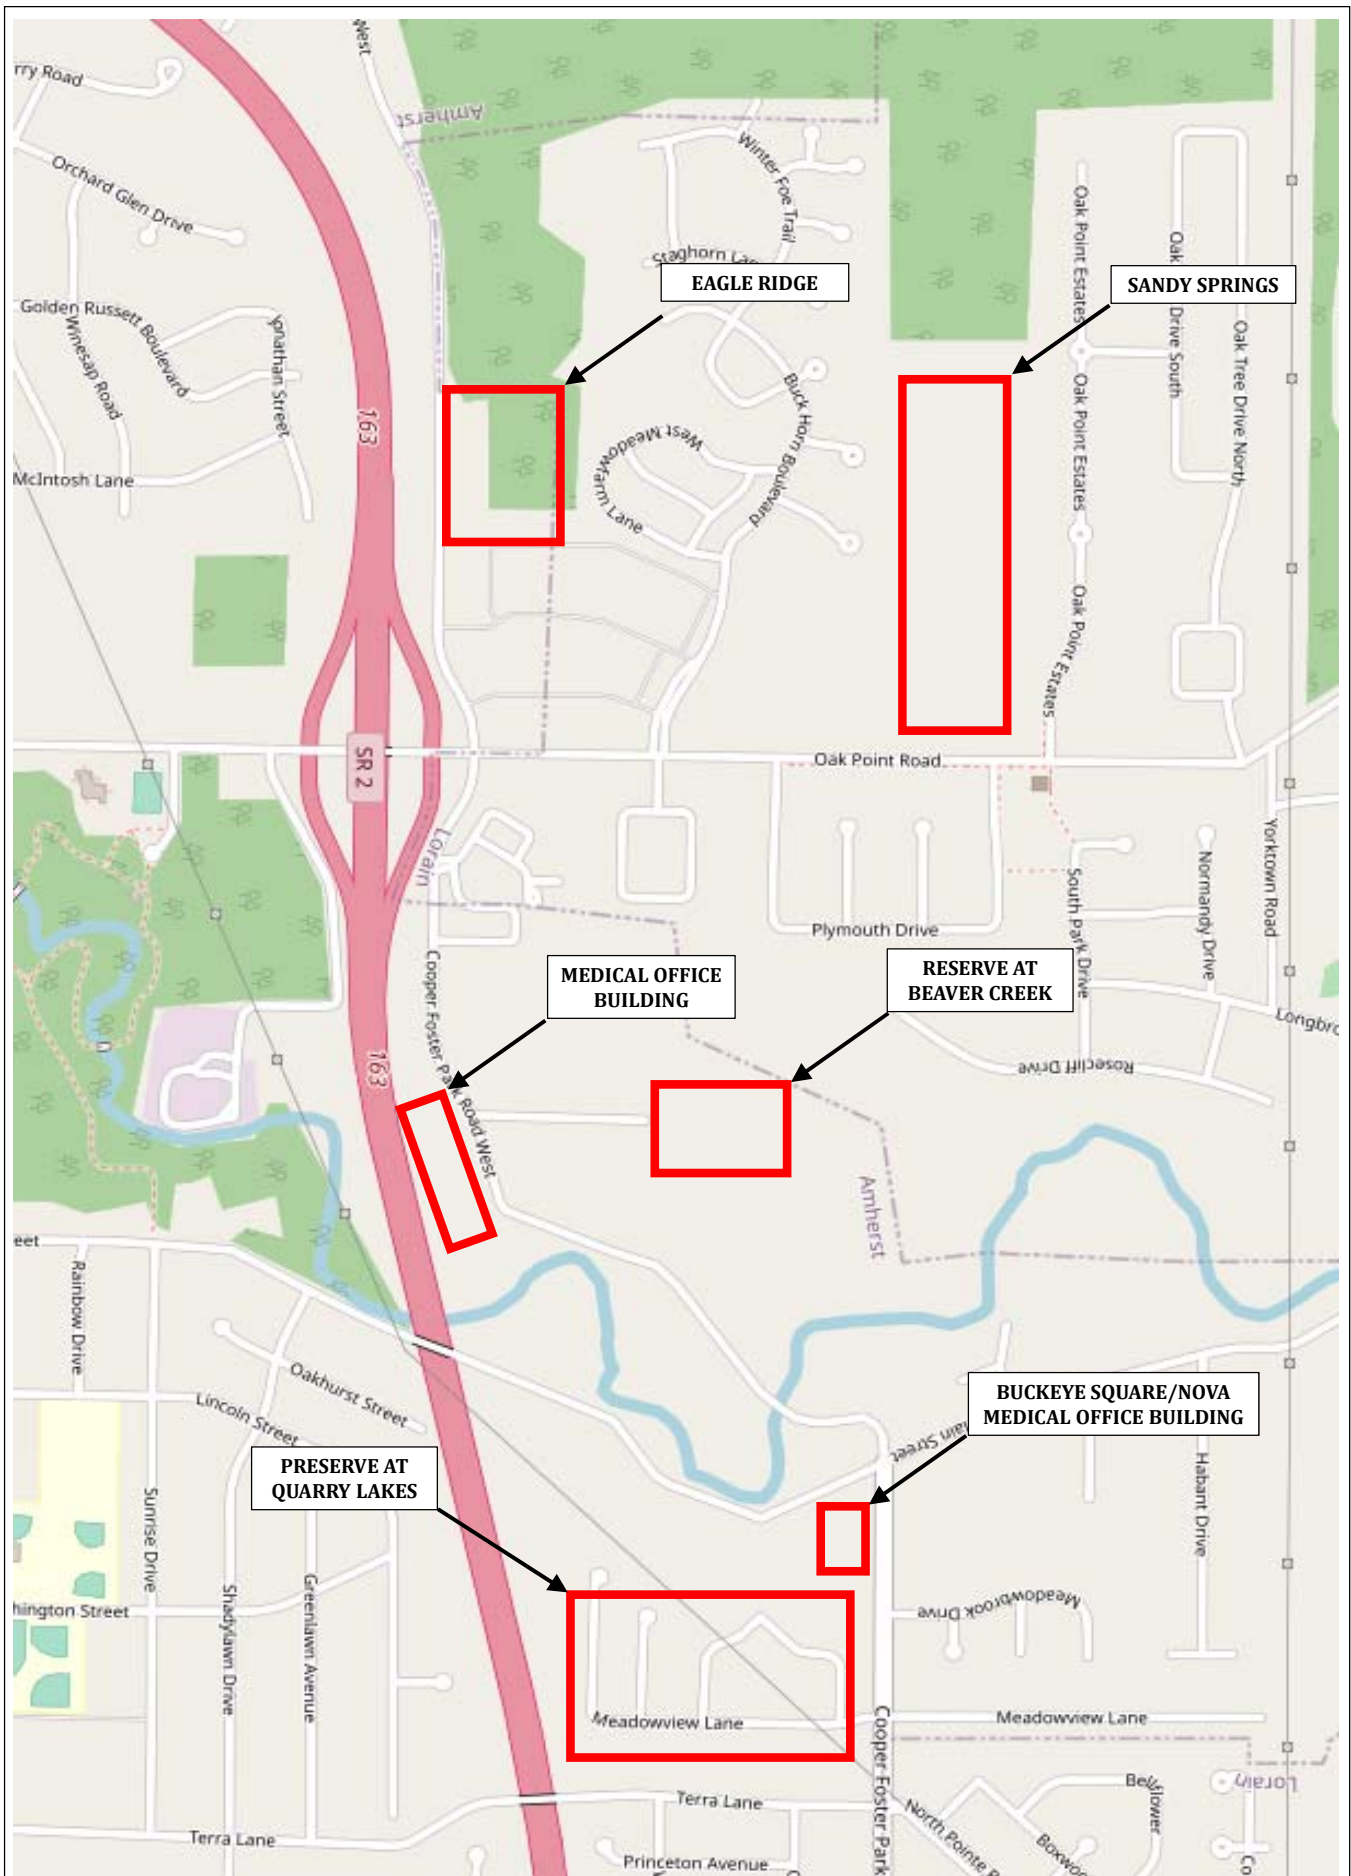 West
rry Road
Amherst
Winter Foe Trail
Orchard Glen Drive
Oak Point Estates
Oak
Drive South
Staghorn La
EAGLE RIDGE
SANDY SPRINGS
Golden Russett Boulevard
Winesap Road
Jonathan Street
Oak Tree Drive North
163
Buck Horn Boulevard
Oak Point Estates
West Meadowfarm Lane
McIntosh Lane
Oak Point Estates
SR 2
Oak Point Road
Lorain
Yorktown Road
South Park Drive
Normandy Drive
Plymouth Drive
Cooper Foster Park Road West
MEDICAL OFFICE
BUILDING
RESERVE AT
BEAVER CREEK
Longbro
163
Rosecliff Drive
Amherst
eet
Rainbow Drive
Oakhurst Street
Lincoln Street
BUCKEYE SQUARE/NOVA
MEDICAL OFFICE BUILDING
ain Street
PRESERVE AT
QUARRY LAKES
Habant Drive
Sunrise Drive
Shadylawn Drive
Greenlawn Avenue
hington Street
Meadowbrook Drive
Meadowview Lane
Meadowview Lane
Cooper Foster Park
Bellflower
Lorain
Terra Lane
North Pointe
Terra Lane
Boxwoo
Princeton Avenue
Co